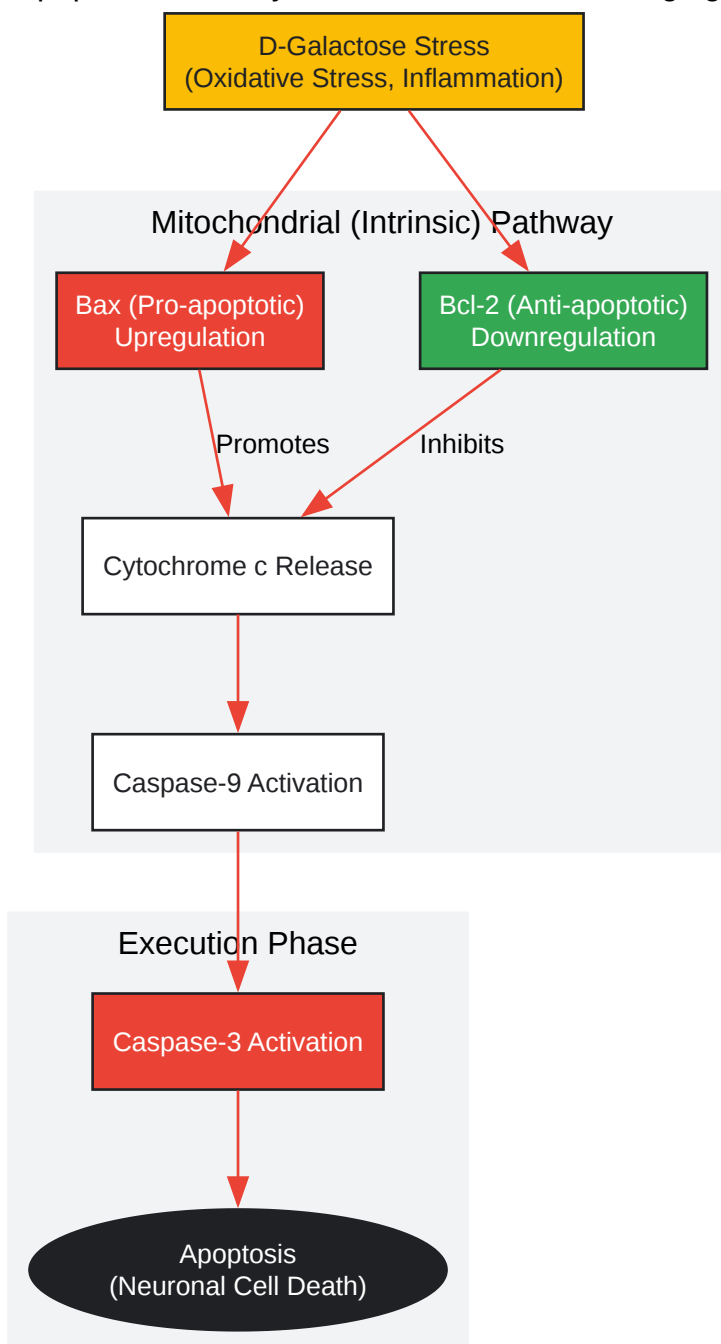 D-Galactose Stress
(Oxidative Stress, Inflammation)
Mitochondrial (Intrinsic) Pathway
Bax (Pro-apoptotic)
Upregulation
Bcl-2 (Anti-apoptotic)
Downregulation
Promotes
Inhibits
Cytochrome c Release
Caspase-9 Activation
Execution Phase
Caspase-3 Activation
Apoptosis
(Neuronal Cell Death)